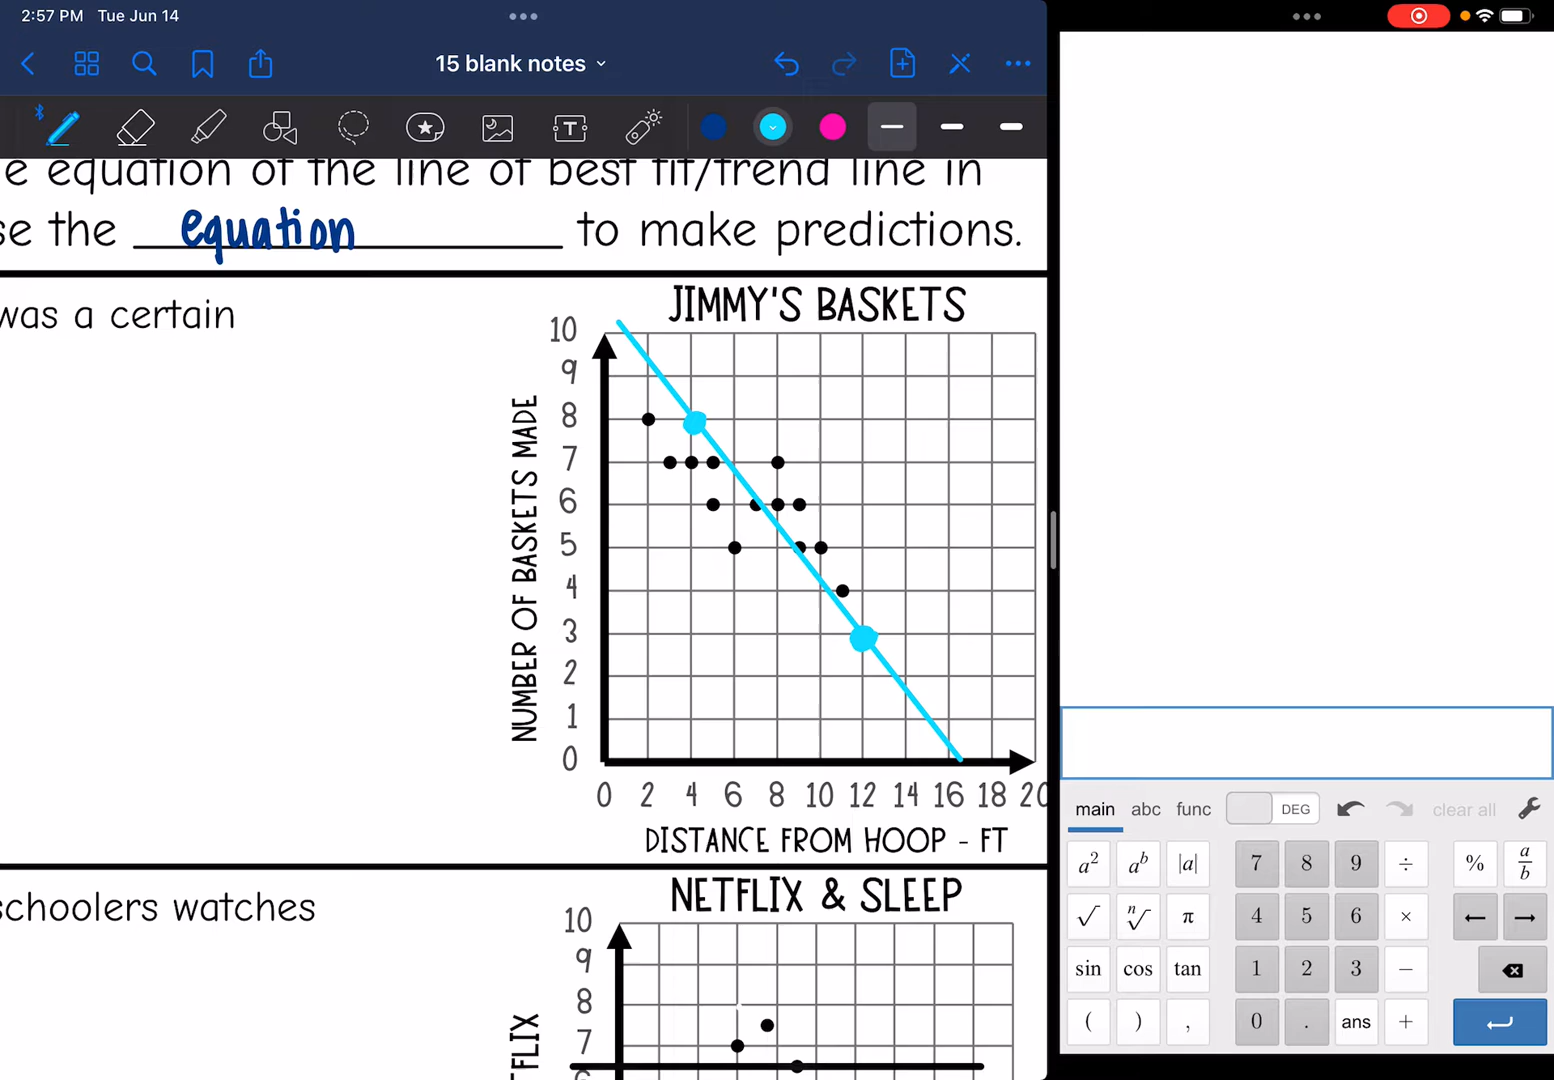 2:57 PM Tue Jun 14
15 blank notes
e equation of the line of best fit/trend line in
se the equation to make predictions.
was a certain
JIMMY'S BASKETS
NUMBER OF BASKETS MADE
10
9
8
7
6
5
4
3
2
1
0
0 2 4 6 8 10 12 14 16 18 20
DISTANCE FROM HOOP - FT
schoolers watches
NETFLIX & SLEEP
10
9
8
7
TFLIX
main abc func DEG clear all
a² aᵇ |a| 7 8 9 ÷ % a/b
√ ⁿ√ π 4 5 6 × ← →
sin cos tan 1 2 3 −
( ) , 0 . ans +